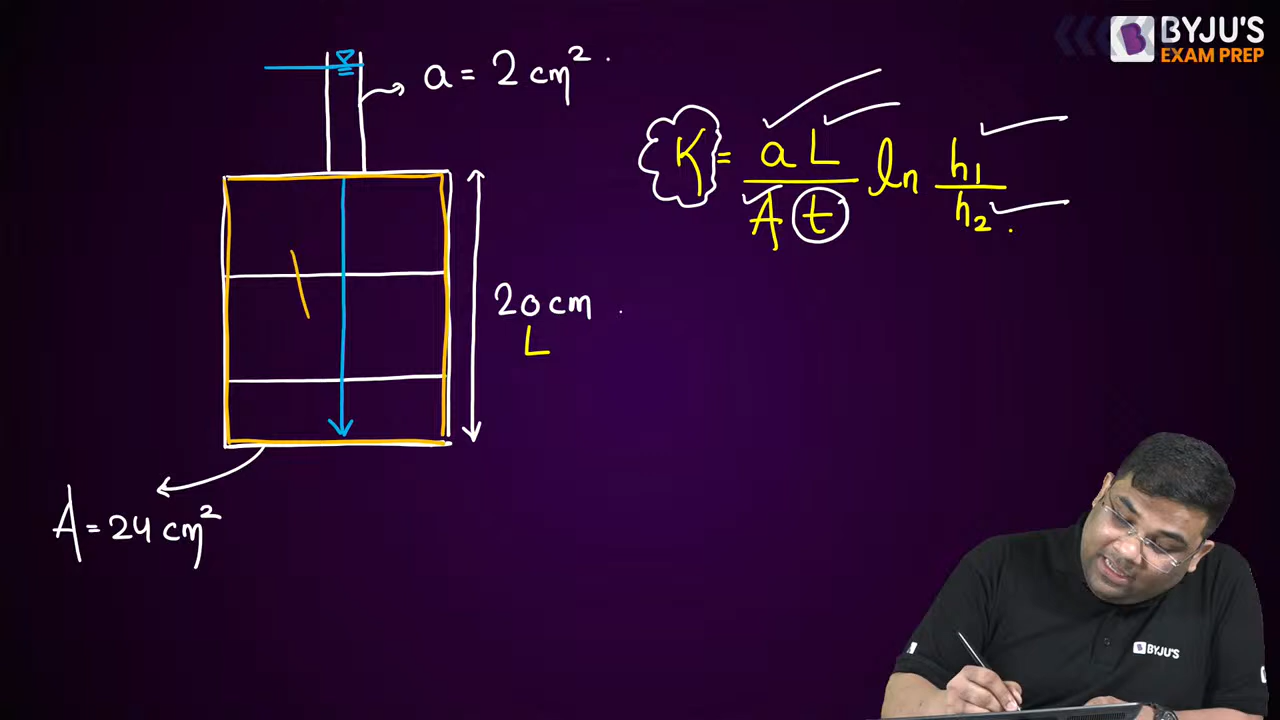 BYJU'S
EXAM PREP
a = 2 cm².
K = aL/At ln h₁/h₂.
20 cm .
L
A = 24 cm²
BYJU'S